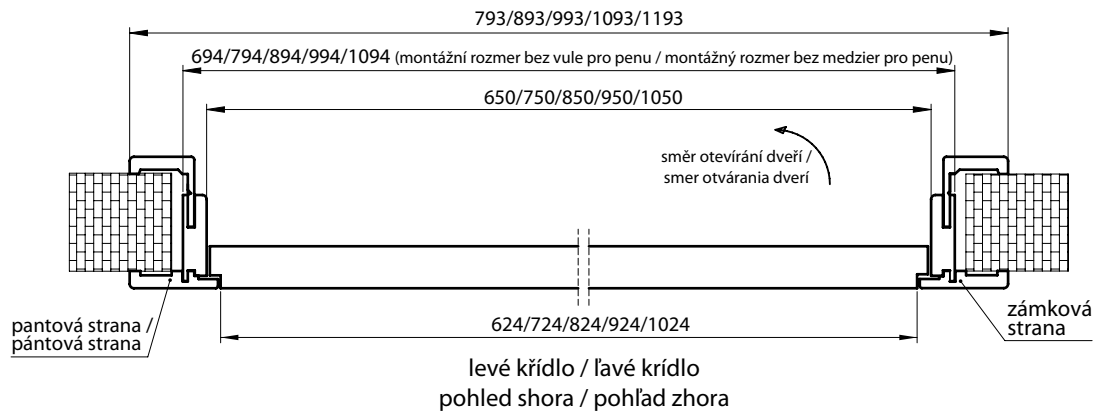 793/893/993/1093/1193
694/794/894/994/1094 (montážní rozmer bez vule pro penu / montážný rozmer bez medzier pro penu)
650/750/850/950/1050
směr otevírání dveří /
smer otvárania dverí
pantová strana /
pántová strana
zámková
strana
624/724/824/924/1024
levé křídlo / ľavé krídlo
pohled shora / pohľad zhora